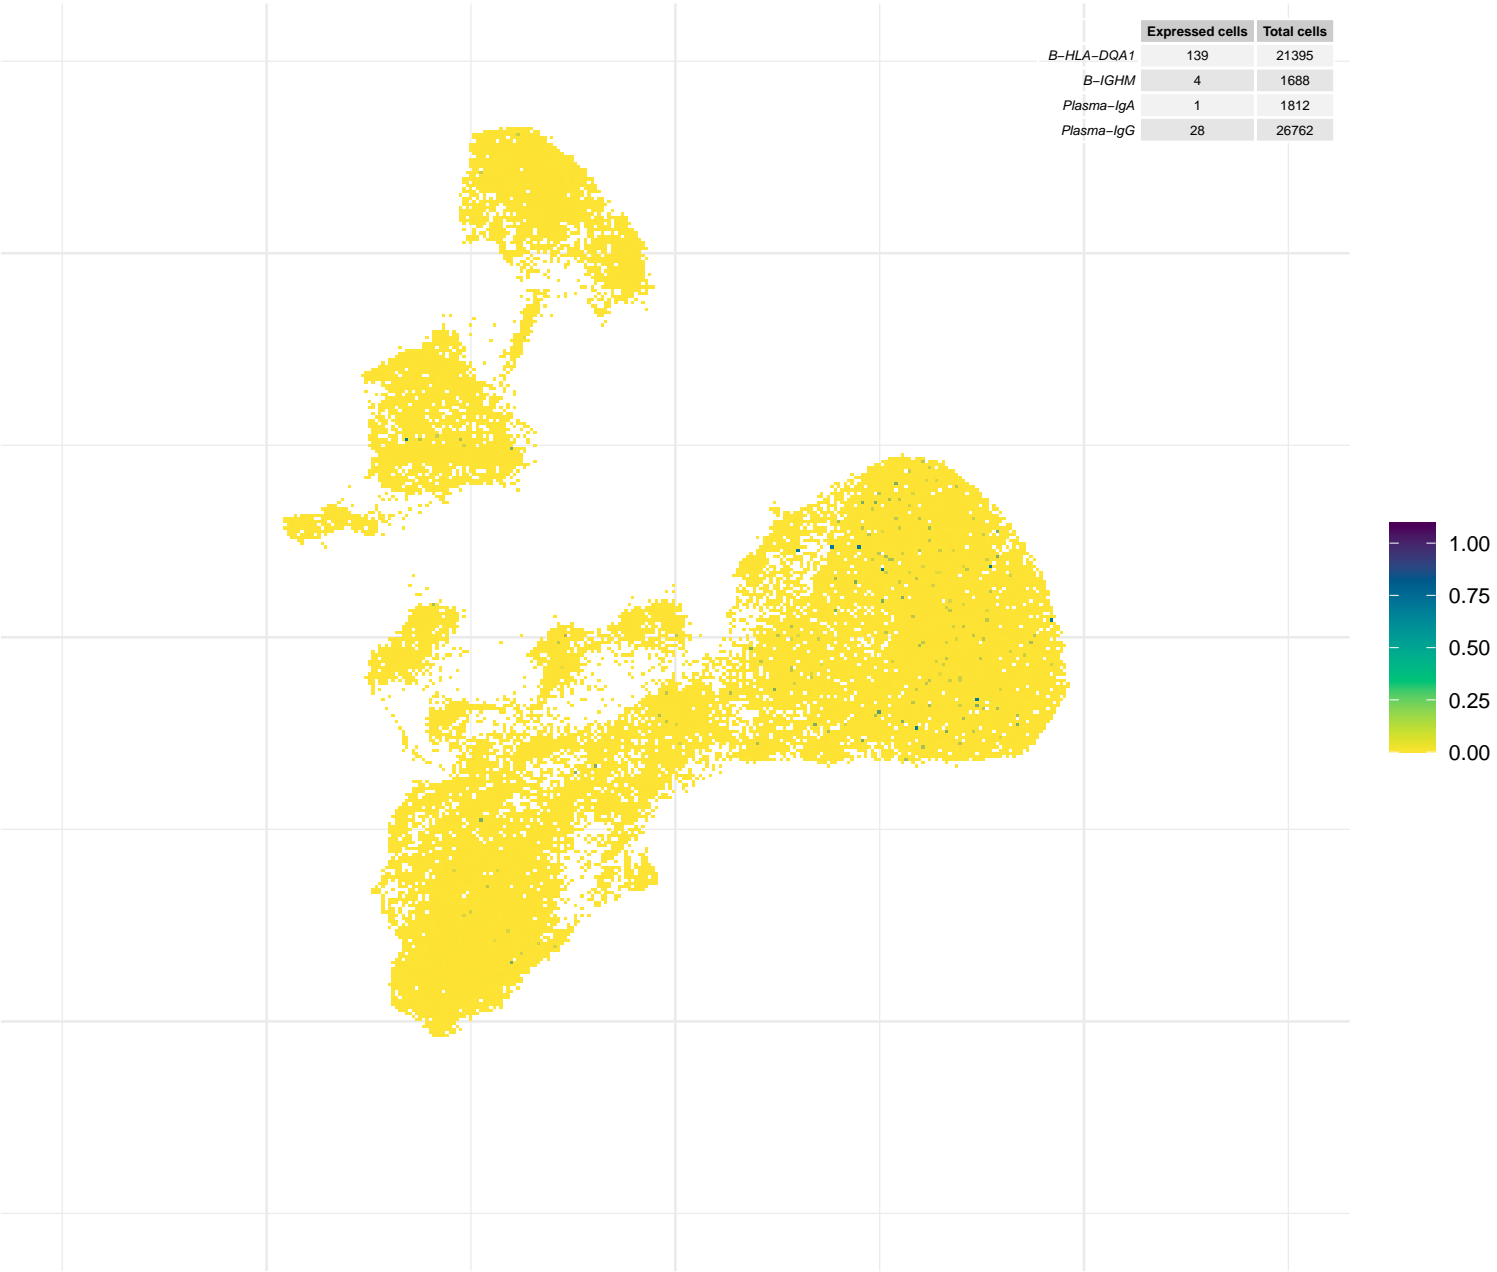 Expressed cells Total cells
B−HLA−DQA1 139 21395
B−IGHM 4 1688
Plasma−IgA 1 1812
Plasma−IgG 28 26762
1.00
0.75
0.50
0.25
0.00